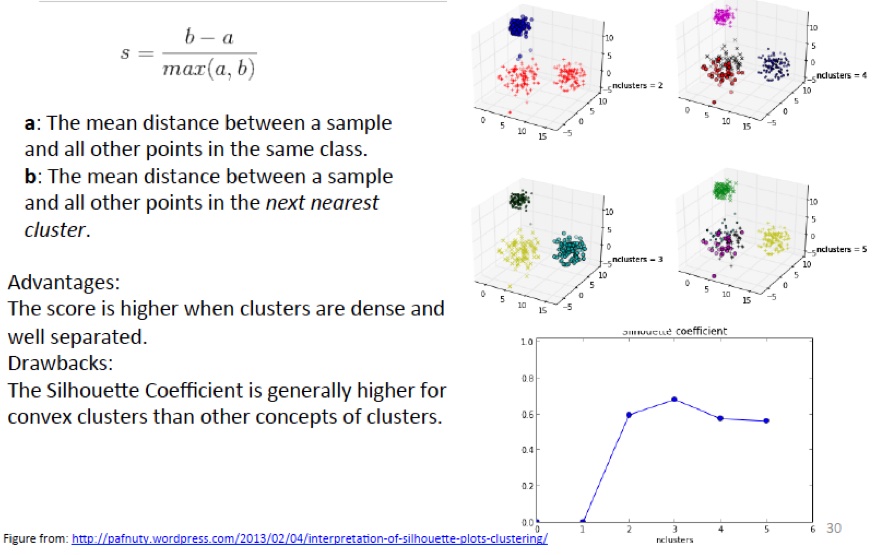 s = b − a / max(a, b)
a: The mean distance between a sample
and all other points in the same class.
b: The mean distance between a sample
and all other points in the next nearest
cluster.
Advantages:
The score is higher when clusters are dense and
well separated.
Drawbacks:
The Silhouette Coefficient is generally higher for
convex clusters than other concepts of clusters.
Figure from: http://pafnuty.wordpress.com/2013/02/04/interpretation-of-silhouette-plots-clustering/
10
5
0
-5
nclusters = 2
0 5 10 15 -5 0 5 10
10
5
0
-5
nclusters = 4
0 5 10 15 -5 0 5 10
10
5
0
-5
nclusters = 3
0 5 10 15 -5 0 5 10
10
5
0
-5
nclusters = 5
0 5 10 15 -5 0 5 10
Silhouette coefficient
1.0
0.8
0.6
0.4
0.2
0.0
0 1 2 3 4 5 6
nclusters
30